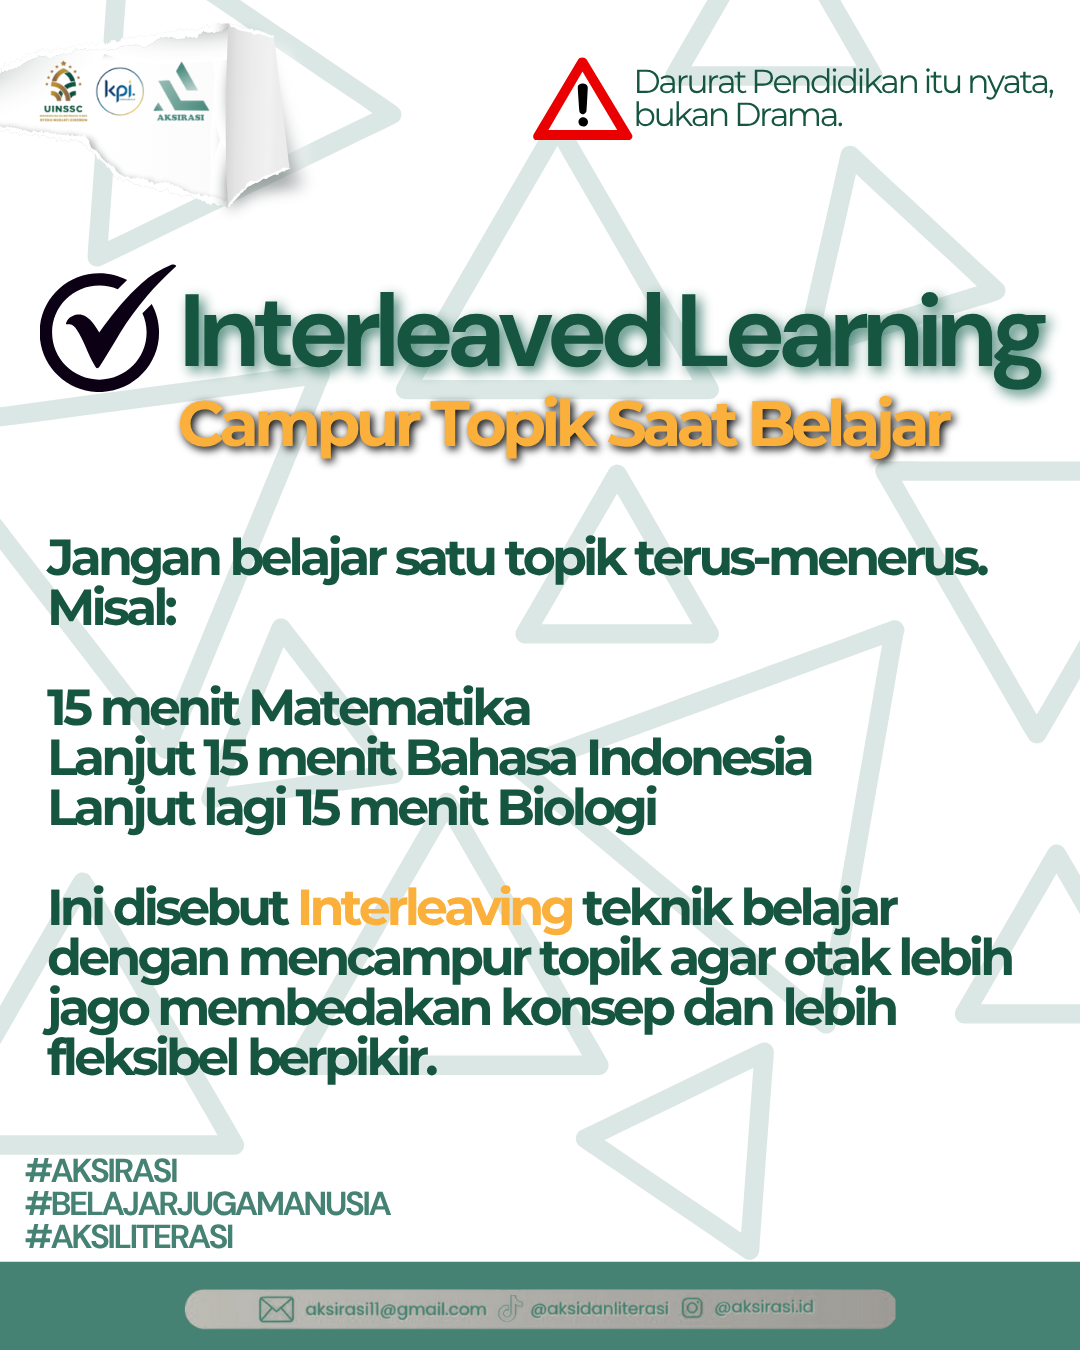 UINSSC
kpi.
AKSIRASI
Darurat Pendidikan itu nyata,
bukan Drama.
Interleaved Learning
Campur Topik Saat Belajar
Jangan belajar satu topik terus-menerus.
Misal:
15 menit Matematika
Lanjut 15 menit Bahasa Indonesia
Lanjut lagi 15 menit Biologi
Ini disebut Interleaving teknik belajar
dengan mencampur topik agar otak lebih
jago membedakan konsep dan lebih
fleksibel berpikir.
#AKSIRASI
#BELAJARJUGAMANUSIA
#AKSILITERASI
aksirasi11@gmail.com @aksidanliterasi @aksirasi.id